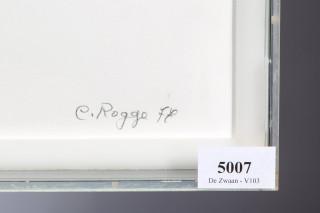 C. Rogge 78
5007
De Zwaan - V103